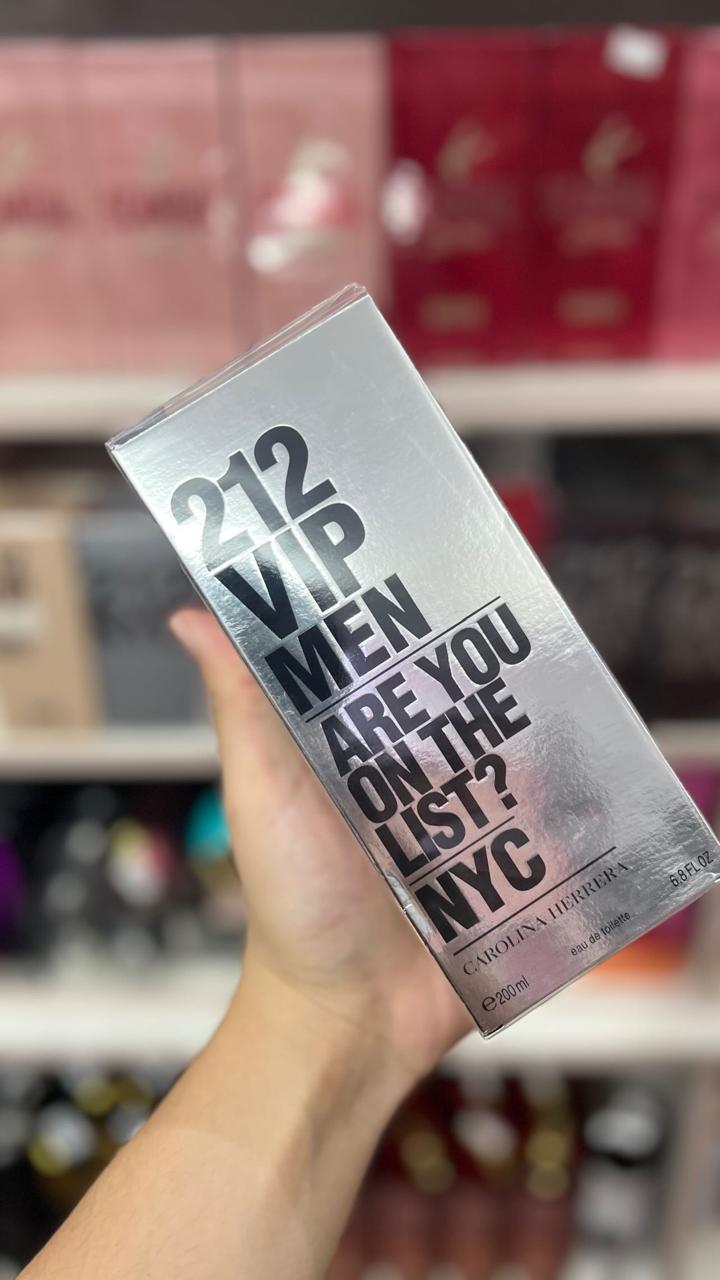 212
VIP
MEN
ARE YOU
ON THE
LIST?
NYC
CAROLINA HERRERA
eau de toilette
6.8 FL OZ
℮200ml